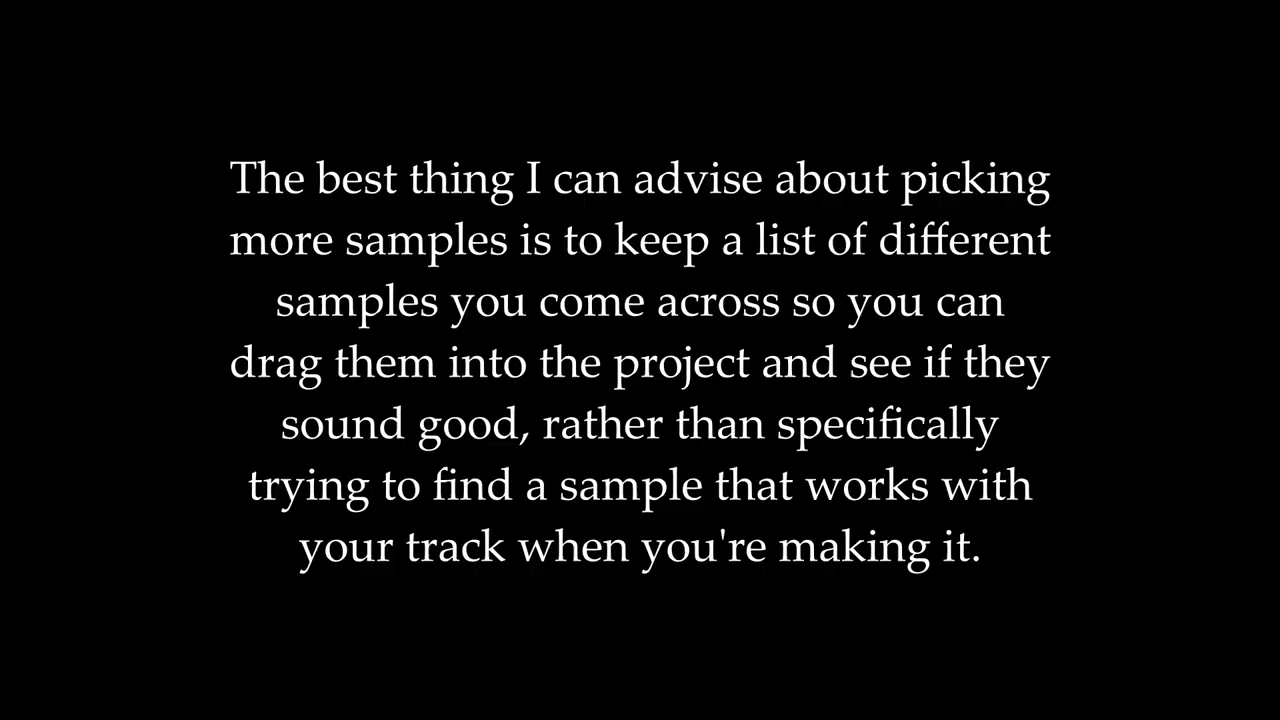 The best thing I can advise about picking
more samples is to keep a list of different
samples you come across so you can
drag them into the project and see if they
sound good, rather than specifically
trying to find a sample that works with
your track when you're making it.